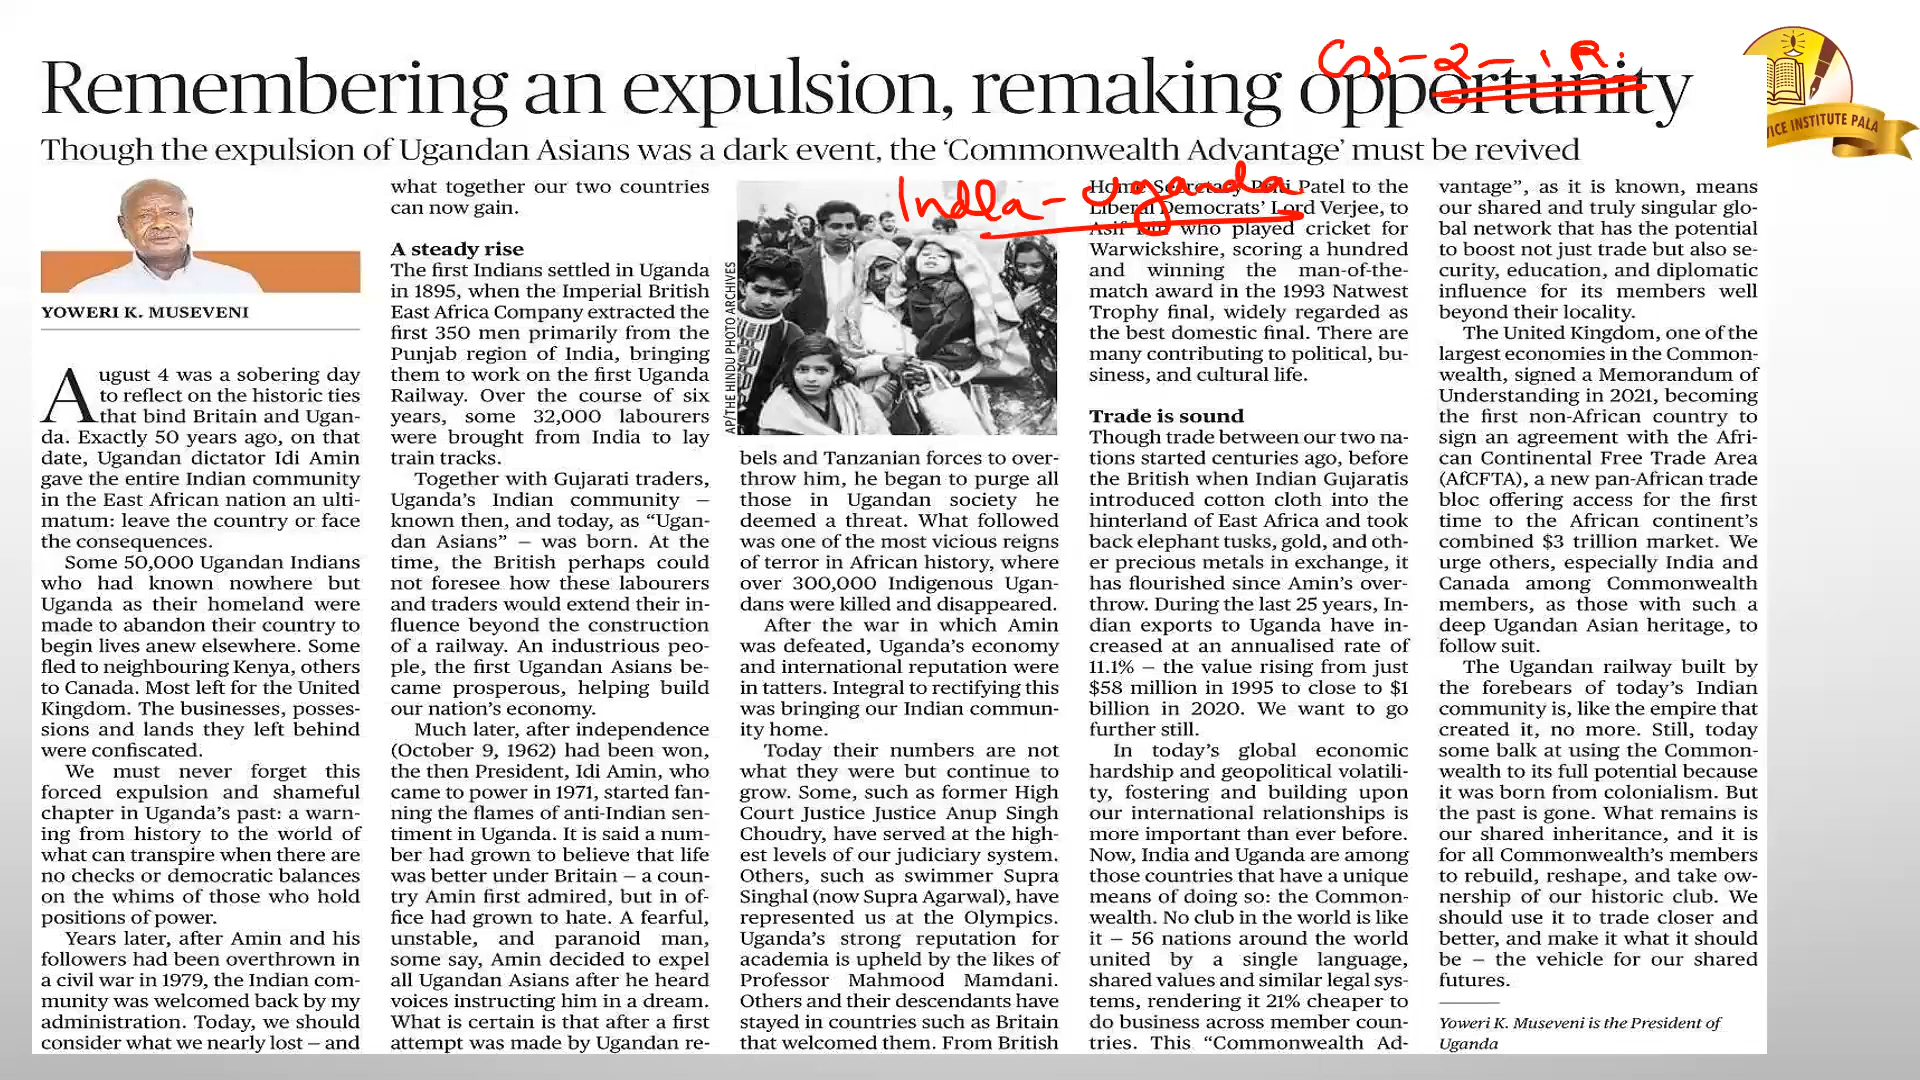 Remembering an expulsion, remaking opportunity
GS-2-IR
Though the expulsion of Ugandan Asians was a dark event, the ‘Commonwealth Advantage’ must be revived
VICE INSTITUTE PALA
India-Uganda
YOWERI K. MUSEVENI
August 4 was a sobering day
to reflect on the historic ties
that bind Britain and Ugan-
da. Exactly 50 years ago, on that
date, Ugandan dictator Idi Amin
gave the entire Indian community
in the East African nation an ulti-
matum: leave the country or face
the consequences.
Some 50,000 Ugandan Indians
who had known nowhere but
Uganda as their homeland were
made to abandon their country to
begin lives anew elsewhere. Some
fled to neighbouring Kenya, others
to Canada. Most left for the United
Kingdom. The businesses, posses-
sions and lands they left behind
were confiscated.
We must never forget this
forced expulsion and shameful
chapter in Uganda’s past: a warn-
ing from history to the world of
what can transpire when there are
no checks or democratic balances
on the whims of those who hold
positions of power.
Years later, after Amin and his
followers had been overthrown in
a civil war in 1979, the Indian com-
munity was welcomed back by my
administration. Today, we should
consider what we nearly lost – and
what together our two countries
can now gain.
A steady rise
The first Indians settled in Uganda
in 1895, when the Imperial British
East Africa Company extracted the
first 350 men primarily from the
Punjab region of India, bringing
them to work on the first Uganda
Railway. Over the course of six
years, some 32,000 labourers
were brought from India to lay
train tracks.
Together with Gujarati traders,
Uganda’s Indian community –
known then, and today, as “Ugan-
dan Asians” – was born. At the
time, the British perhaps could
not foresee how these labourers
and traders would extend their in-
fluence beyond the construction
of a railway. An industrious peo-
ple, the first Ugandan Asians be-
came prosperous, helping build
our nation’s economy.
Much later, after independence
(October 9, 1962) had been won,
the then President, Idi Amin, who
came to power in 1971, started fan-
ning the flames of anti-Indian sen-
timent in Uganda. It is said a num-
ber had grown to believe that life
was better under Britain – a coun-
try Amin first admired, but in of-
fice had grown to hate. A fearful,
unstable, and paranoid man,
some say, Amin decided to expel
all Ugandan Asians after he heard
voices instructing him in a dream.
What is certain is that after a first
attempt was made by Ugandan re-
AP/THE HINDU PHOTO ARCHIVES
bels and Tanzanian forces to over-
throw him, he began to purge all
those in Ugandan society he
deemed a threat. What followed
was one of the most vicious reigns
of terror in African history, where
over 300,000 Indigenous Ugan-
dans were killed and disappeared.
After the war in which Amin
was defeated, Uganda’s economy
and international reputation were
in tatters. Integral to rectifying this
was bringing our Indian commun-
ity home.
Today their numbers are not
what they were but continue to
grow. Some, such as former High
Court Justice Justice Anup Singh
Choudry, have served at the high-
est levels of our judiciary system.
Others, such as swimmer Supra
Singhal (now Supra Agarwal), have
represented us at the Olympics.
Uganda’s strong reputation for
academia is upheld by the likes of
Professor Mahmood Mamdani.
Others and their descendants have
stayed in countries such as Britain
that welcomed them. From British
Home Secretary Priti Patel to the
Liberal Democrats’ Lord Verjee, to
Asif Din who played cricket for
Warwickshire, scoring a hundred
and winning the man-of-the-
match award in the 1993 Natwest
Trophy final, widely regarded as
the best domestic final. There are
many contributing to political, bu-
siness, and cultural life.
Trade is sound
Though trade between our two na-
tions started centuries ago, before
the British when Indian Gujaratis
introduced cotton cloth into the
hinterland of East Africa and took
back elephant tusks, gold, and oth-
er precious metals in exchange, it
has flourished since Amin’s over-
throw. During the last 25 years, In-
dian exports to Uganda have in-
creased at an annualised rate of
11.1% – the value rising from just
$58 million in 1995 to close to $1
billion in 2020. We want to go
further still.
In today’s global economic
hardship and geopolitical volatili-
ty, fostering and building upon
our international relationships is
more important than ever before.
Now, India and Uganda are among
those countries that have a unique
means of doing so: the Common-
wealth. No club in the world is like
it – 56 nations around the world
united by a single language,
shared values and similar legal sys-
tems, rendering it 21% cheaper to
do business across member coun-
tries. This “Commonwealth Ad-
vantage”, as it is known, means
our shared and truly singular glo-
bal network that has the potential
to boost not just trade but also se-
curity, education, and diplomatic
influence for its members well
beyond their locality.
The United Kingdom, one of the
largest economies in the Common-
wealth, signed a Memorandum of
Understanding in 2021, becoming
the first non-African country to
sign an agreement with the Afri-
can Continental Free Trade Area
(AfCFTA), a new pan-African trade
bloc offering access for the first
time to the African continent’s
combined $3 trillion market. We
urge others, especially India and
Canada among Commonwealth
members, as those with such a
deep Ugandan Asian heritage, to
follow suit.
The Ugandan railway built by
the forebears of today’s Indian
community is, like the empire that
created it, no more. Still, today
some balk at using the Common-
wealth to its full potential because
it was born from colonialism. But
the past is gone. What remains is
our shared inheritance, and it is
for all Commonwealth’s members
to rebuild, reshape, and take ow-
nership of our historic club. We
should use it to trade closer and
better, and make it what it should
be – the vehicle for our shared
futures.
Yoweri K. Museveni is the President of
Uganda